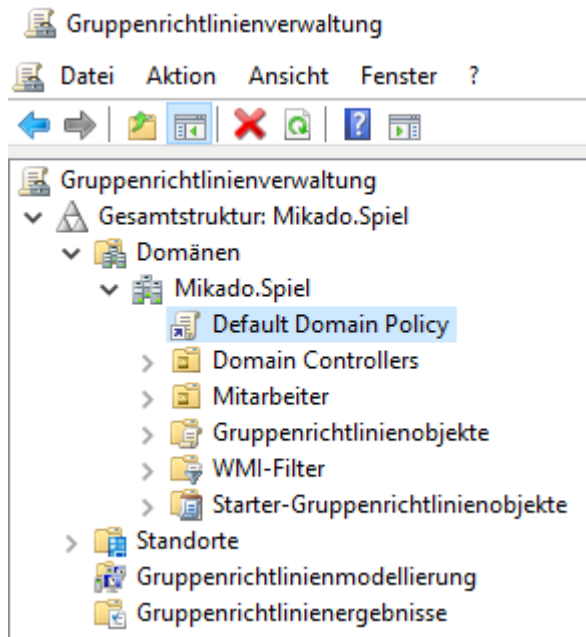 Gruppenrichtlinienverwaltung
Datei Aktion Ansicht Fenster ?
Gruppenrichtlinienverwaltung
Gesamtstruktur: Mikado.Spiel
Domänen
Mikado.Spiel
Default Domain Policy
Domain Controllers
Mitarbeiter
Gruppenrichtlinienobjekte
WMI-Filter
Starter-Gruppenrichtlinienobjekte
Standorte
Gruppenrichtlinienmodellierung
Gruppenrichtlinienergebnisse